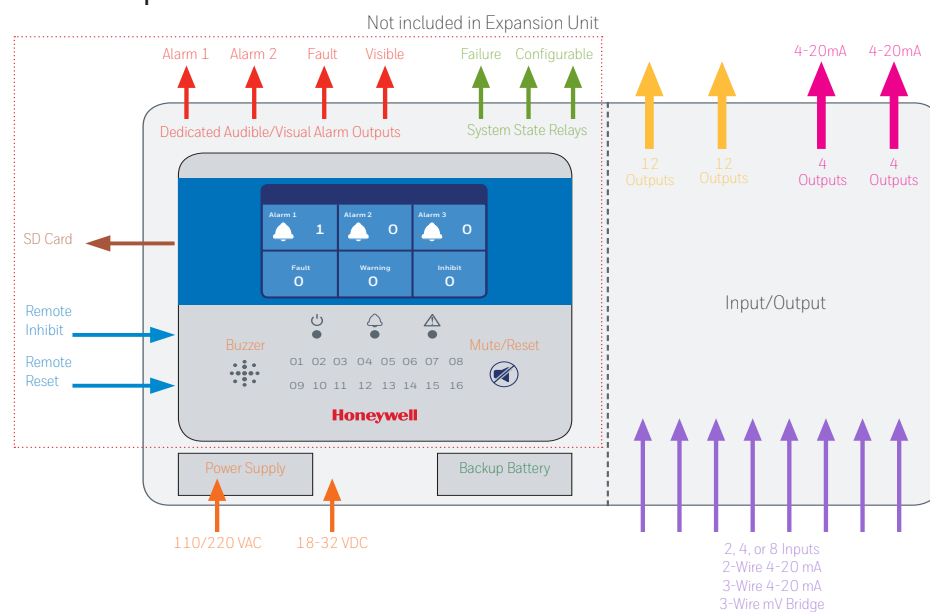 Not included in Expansion Unit
Alarm 1 Alarm 2 Fault Visible Failure Configurable 4-20mA 4-20mA
Dedicated Audible/Visual Alarm Outputs System State Relays
12
Outputs
12
Outputs
4
Outputs
4
Outputs
Alarm 1
1
Alarm 2
0
Alarm 3
0
Fault
0
Warning
0
Inhibit
0
SD Card
Input/Output
Remote
Inhibit
Buzzer Mute/Reset
Remote
Reset
01 02 03 04 05 06 07 08
09 10 11 12 13 14 15 16
Honeywell
Power Supply Backup Battery
110/220 VAC 18-32 VDC
2, 4, or 8 Inputs
2-Wire 4-20 mA
3-Wire 4-20 mA
3-Wire mV Bridge